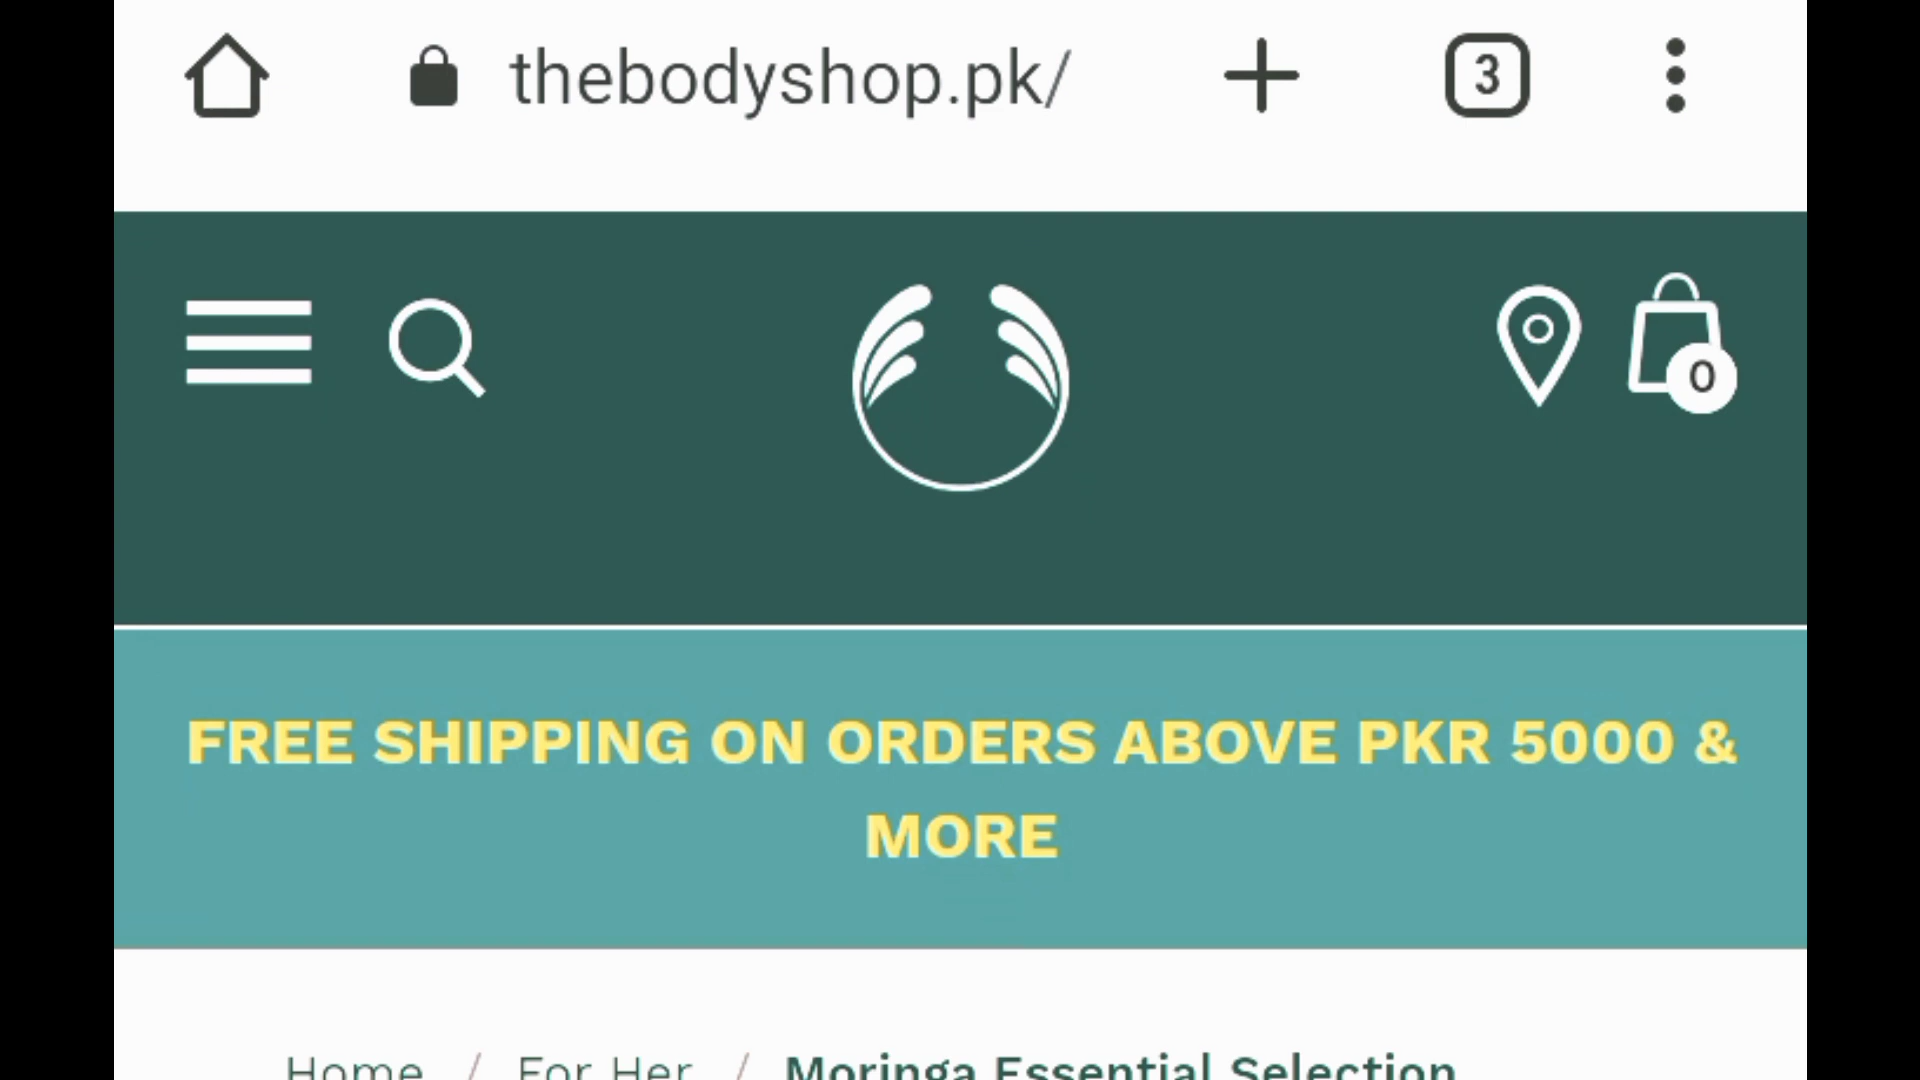 thebodyshop.pk/
3
0
FREE SHIPPING ON ORDERS ABOVE PKR 5000 &
MORE
Home / For Her / Moringa Essential Selection